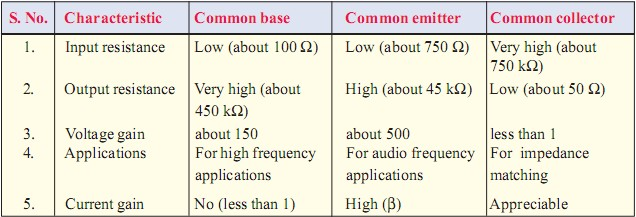 S. No. Characteristic Common base Common emitter Common collector
1. Input resistance Low (about 100 Ω) Low (about 750 Ω) Very high (about
750 kΩ)
2. Output resistance Very high (about High (about 45 kΩ) Low (about 50 Ω)
450 kΩ)
3. Voltage gain about 150 about 500 less than 1
4. Applications For high frequency For audio frequency For impedance
applications applications matching
5. Current gain No (less than 1) High (β) Appreciable